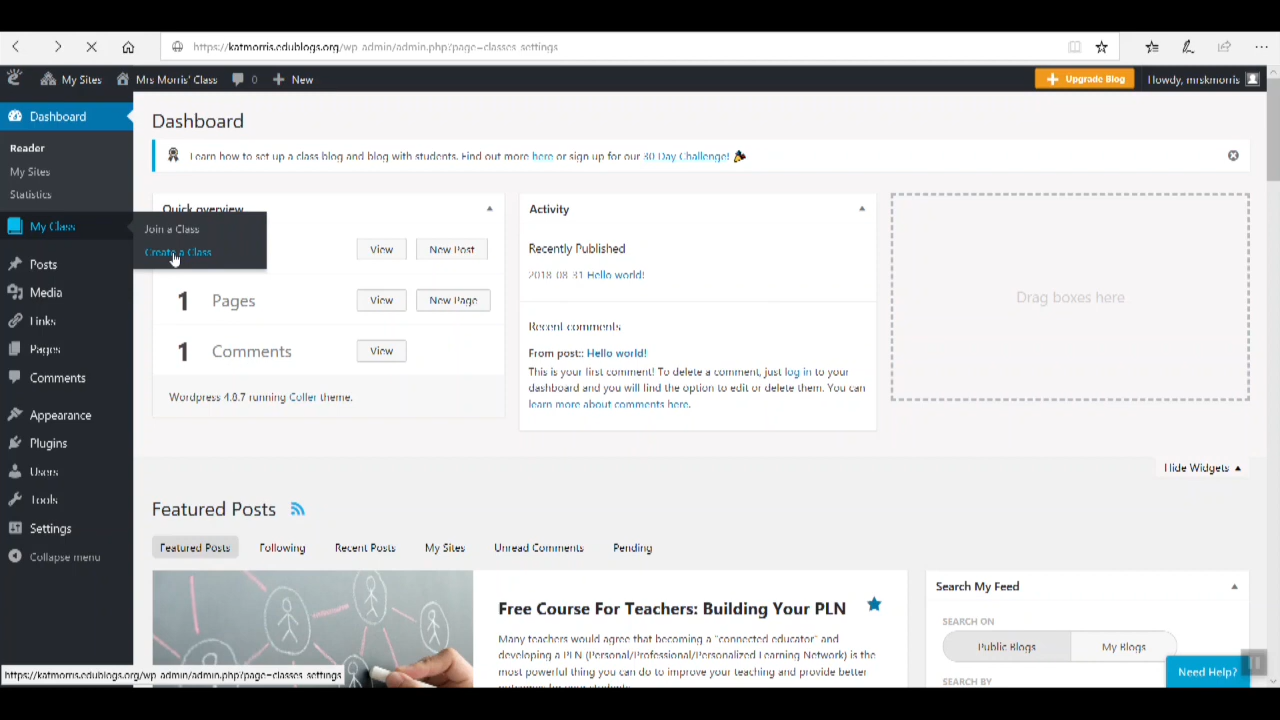 https://katmorris.edublogs.org/wp-admin/admin.php?page=classes-settings
My Sites
Mrs Morris' Class
0
New
Upgrade Blog
Howdy, mrskmorris
Dashboard
Reader
My Sites
Statistics
My Class
Join a Class
Create a Class
Posts
Media
Links
Pages
Comments
Appearance
Plugins
Users
Tools
Settings
Collapse menu
Dashboard
Learn how to set up a class blog and blog with students. Find out more here or sign up for our 30 Day Challenge!
Quick overview
View
New Post
1 Pages
View
New Page
1 Comments
View
Wordpress 4.8.7 running Coller theme.
Activity
Recently Published
2018-08-31 Hello world!
Recent comments
From post:: Hello world!
This is your first comment! To delete a comment, just log in to your
dashboard and you will find the option to edit or delete them. You can
learn more about comments here.
Drag boxes here
Hide Widgets
Featured Posts
Featured Posts
Following
Recent Posts
My Sites
Unread Comments
Pending
Free Course For Teachers: Building Your PLN
Many teachers would agree that becoming a "connected educator" and
developing a PLN (Personal/Professional/Personalized Learning Network) is the
most powerful thing you can do to improve your teaching and provide better
Search My Feed
SEARCH ON
Public Blogs
My Blogs
SEARCH BY
Need Help?
https://katmorris.edublogs.org/wp-admin/admin.php?page=classes-settings